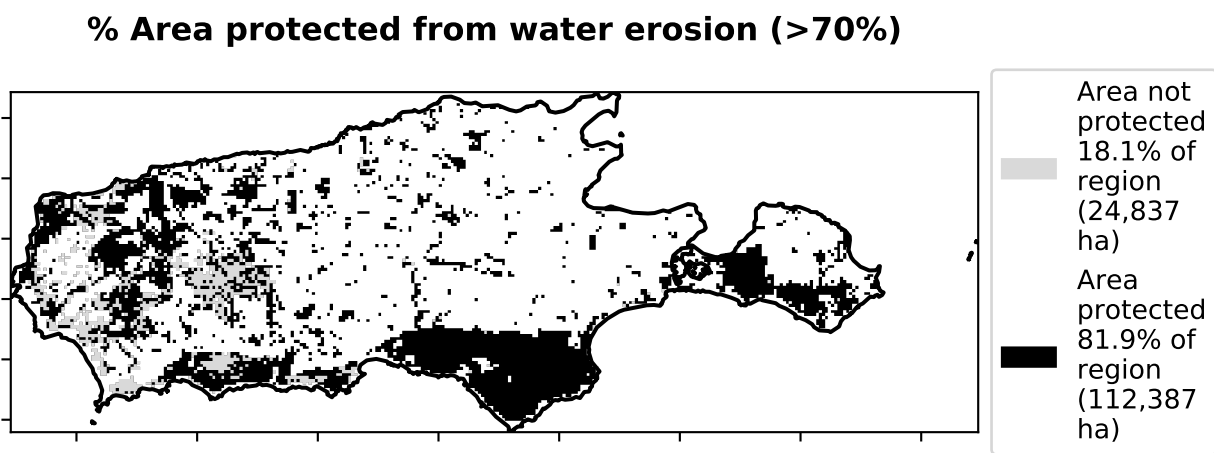 % Area protected from water erosion (>70%)
Area not
protected
18.1% of
region
(24,837
ha)
Area
protected
81.9% of
region
(112,387
ha)